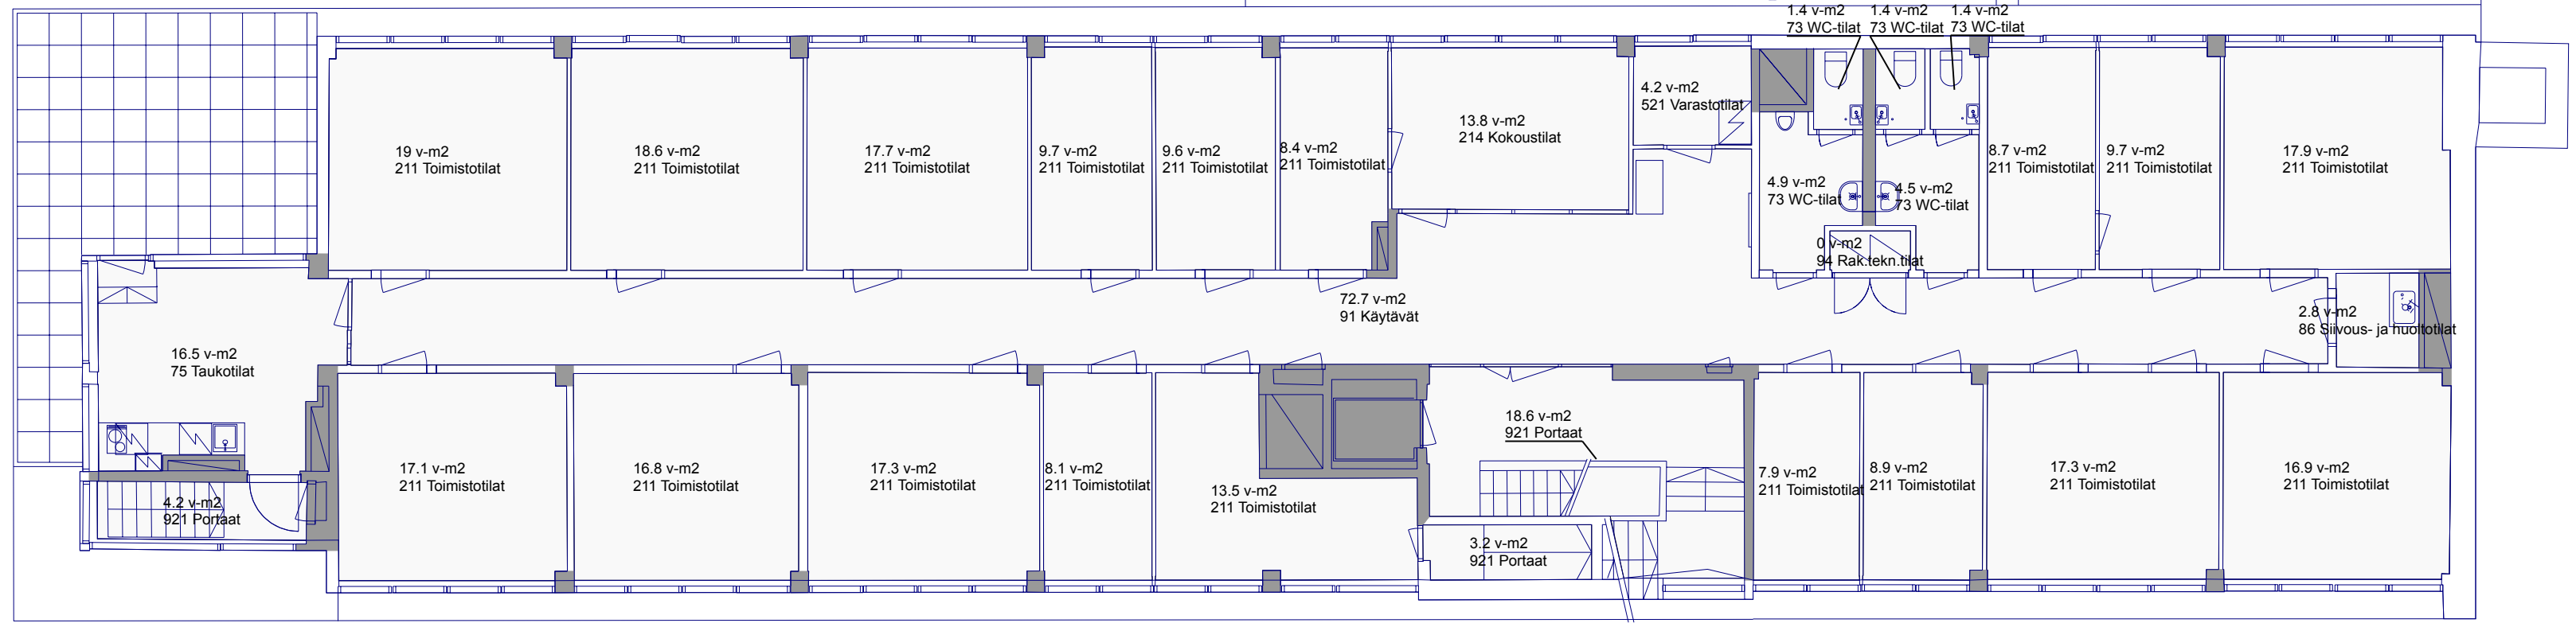 1.4 v-m2
73 WC-tilat
1.4 v-m2
73 WC-tilat
1.4 v-m2
73 WC-tilat
19 v-m2
211 Toimistotilat
18.6 v-m2
211 Toimistotilat
17.7 v-m2
211 Toimistotilat
9.7 v-m2
211 Toimistotilat
9.6 v-m2
211 Toimistotilat
8.4 v-m2
211 Toimistotilat
13.8 v-m2
214 Kokoustilat
4.2 v-m2
521 Varastotilat
4.9 v-m2
73 WC-tilat
4.5 v-m2
73 WC-tilat
0 v-m2
94 Rak.tekn.tilat
8.7 v-m2
211 Toimistotilat
9.7 v-m2
211 Toimistotilat
17.9 v-m2
211 Toimistotilat
72.7 v-m2
91 Käytävät
2.8 v-m2
86 Siivous- ja huoltotilat
16.5 v-m2
75 Taukotilat
4.2 v-m2
921 Portaat
17.1 v-m2
211 Toimistotilat
16.8 v-m2
211 Toimistotilat
17.3 v-m2
211 Toimistotilat
8.1 v-m2
211 Toimistotilat
13.5 v-m2
211 Toimistotilat
18.6 v-m2
921 Portaat
3.2 v-m2
921 Portaat
7.9 v-m2
211 Toimistotilat
8.9 v-m2
211 Toimistotilat
17.3 v-m2
211 Toimistotilat
16.9 v-m2
211 Toimistotilat